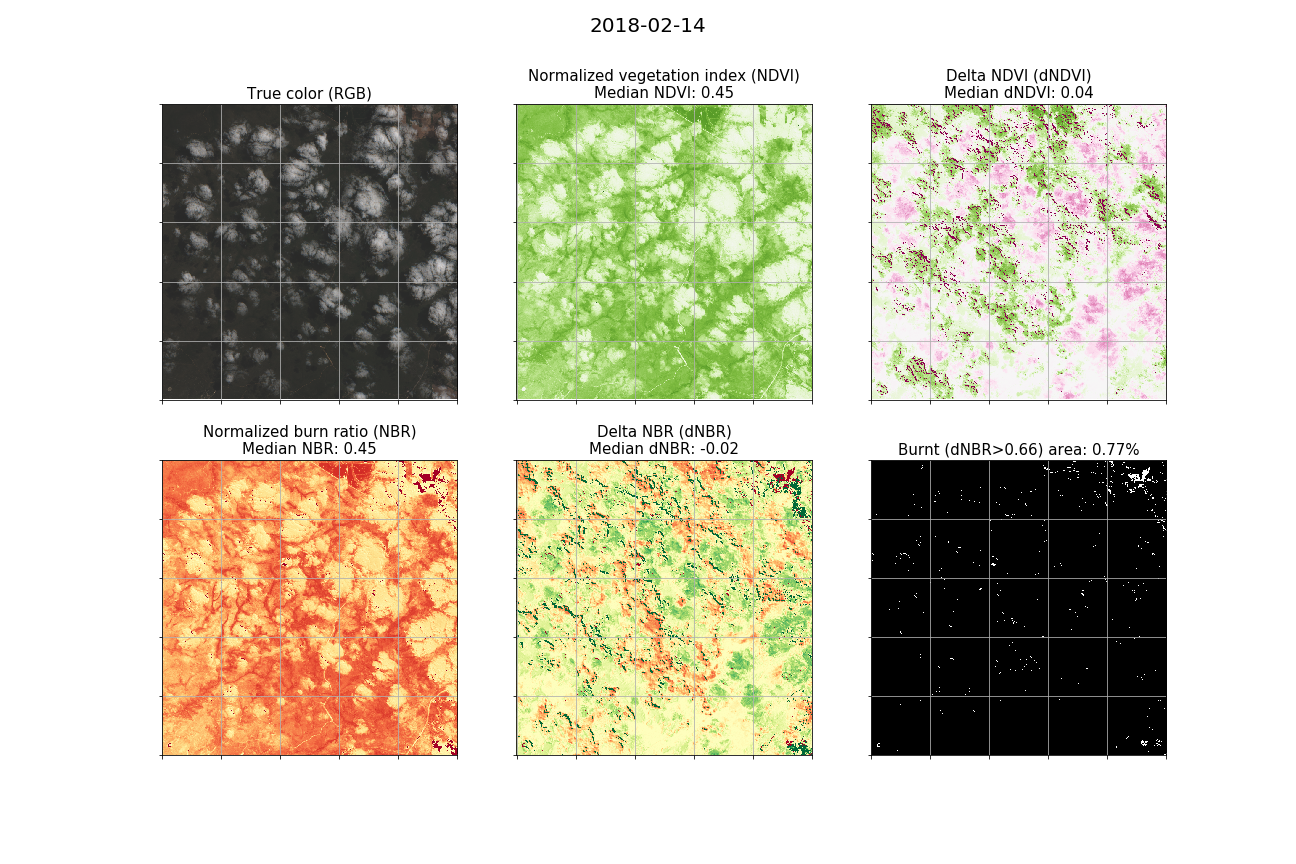 2018-02-14
True color (RGB)
Normalized vegetation index (NDVI)
Median NDVI: 0.45
Delta NDVI (dNDVI)
Median dNDVI: 0.04
Normalized burn ratio (NBR)
Median NBR: 0.45
Delta NBR (dNBR)
Median dNBR: -0.02
Burnt (dNBR>0.66) area: 0.77%